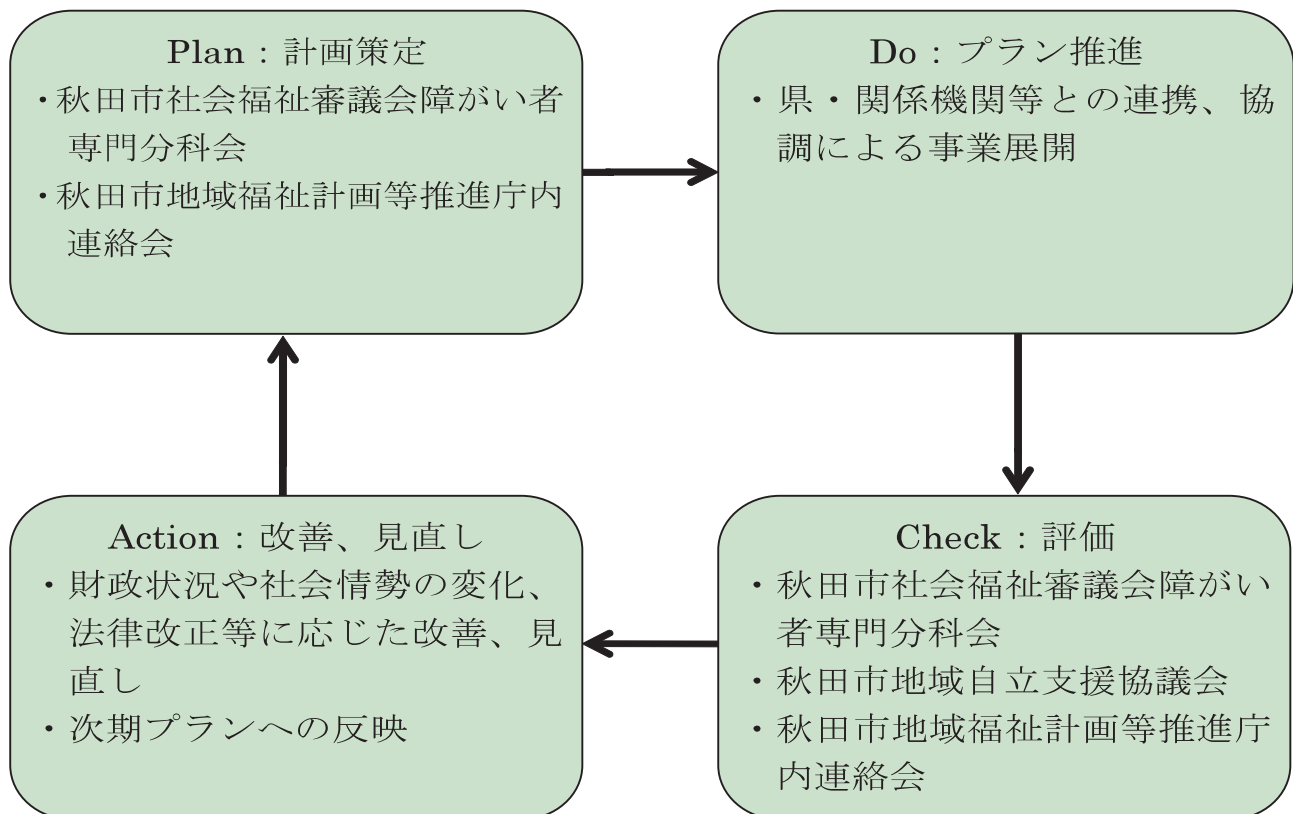 Plan：計画策定
・秋田市社会福祉審議会障がい者
専門分科会
・秋田市地域福祉計画等推進庁内
連絡会
Do：プラン推進
・県・関係機関等との連携、協
調による事業展開
Check：評価
・秋田市社会福祉審議会障がい
者専門分科会
・秋田市地域自立支援協議会
・秋田市地域福祉計画等推進庁
内連絡会
Action：改善、見直し
・財政状況や社会情勢の変化、
法律改正等に応じた改善、見
直し
・次期プランへの反映